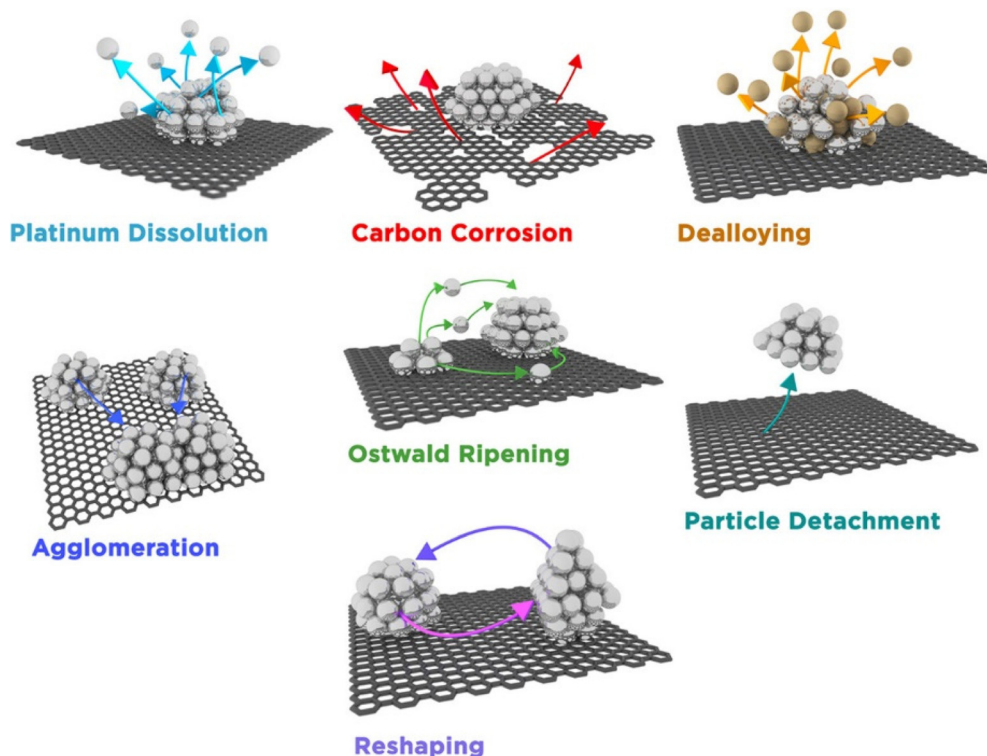 Platinum Dissolution
Carbon Corrosion
Dealloying
Agglomeration
Ostwald Ripening
Particle Detachment
Reshaping